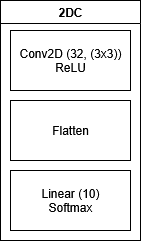 2DC
Conv2D (32, (3x3))
ReLU
Flatten
Linear (10)
Softmax